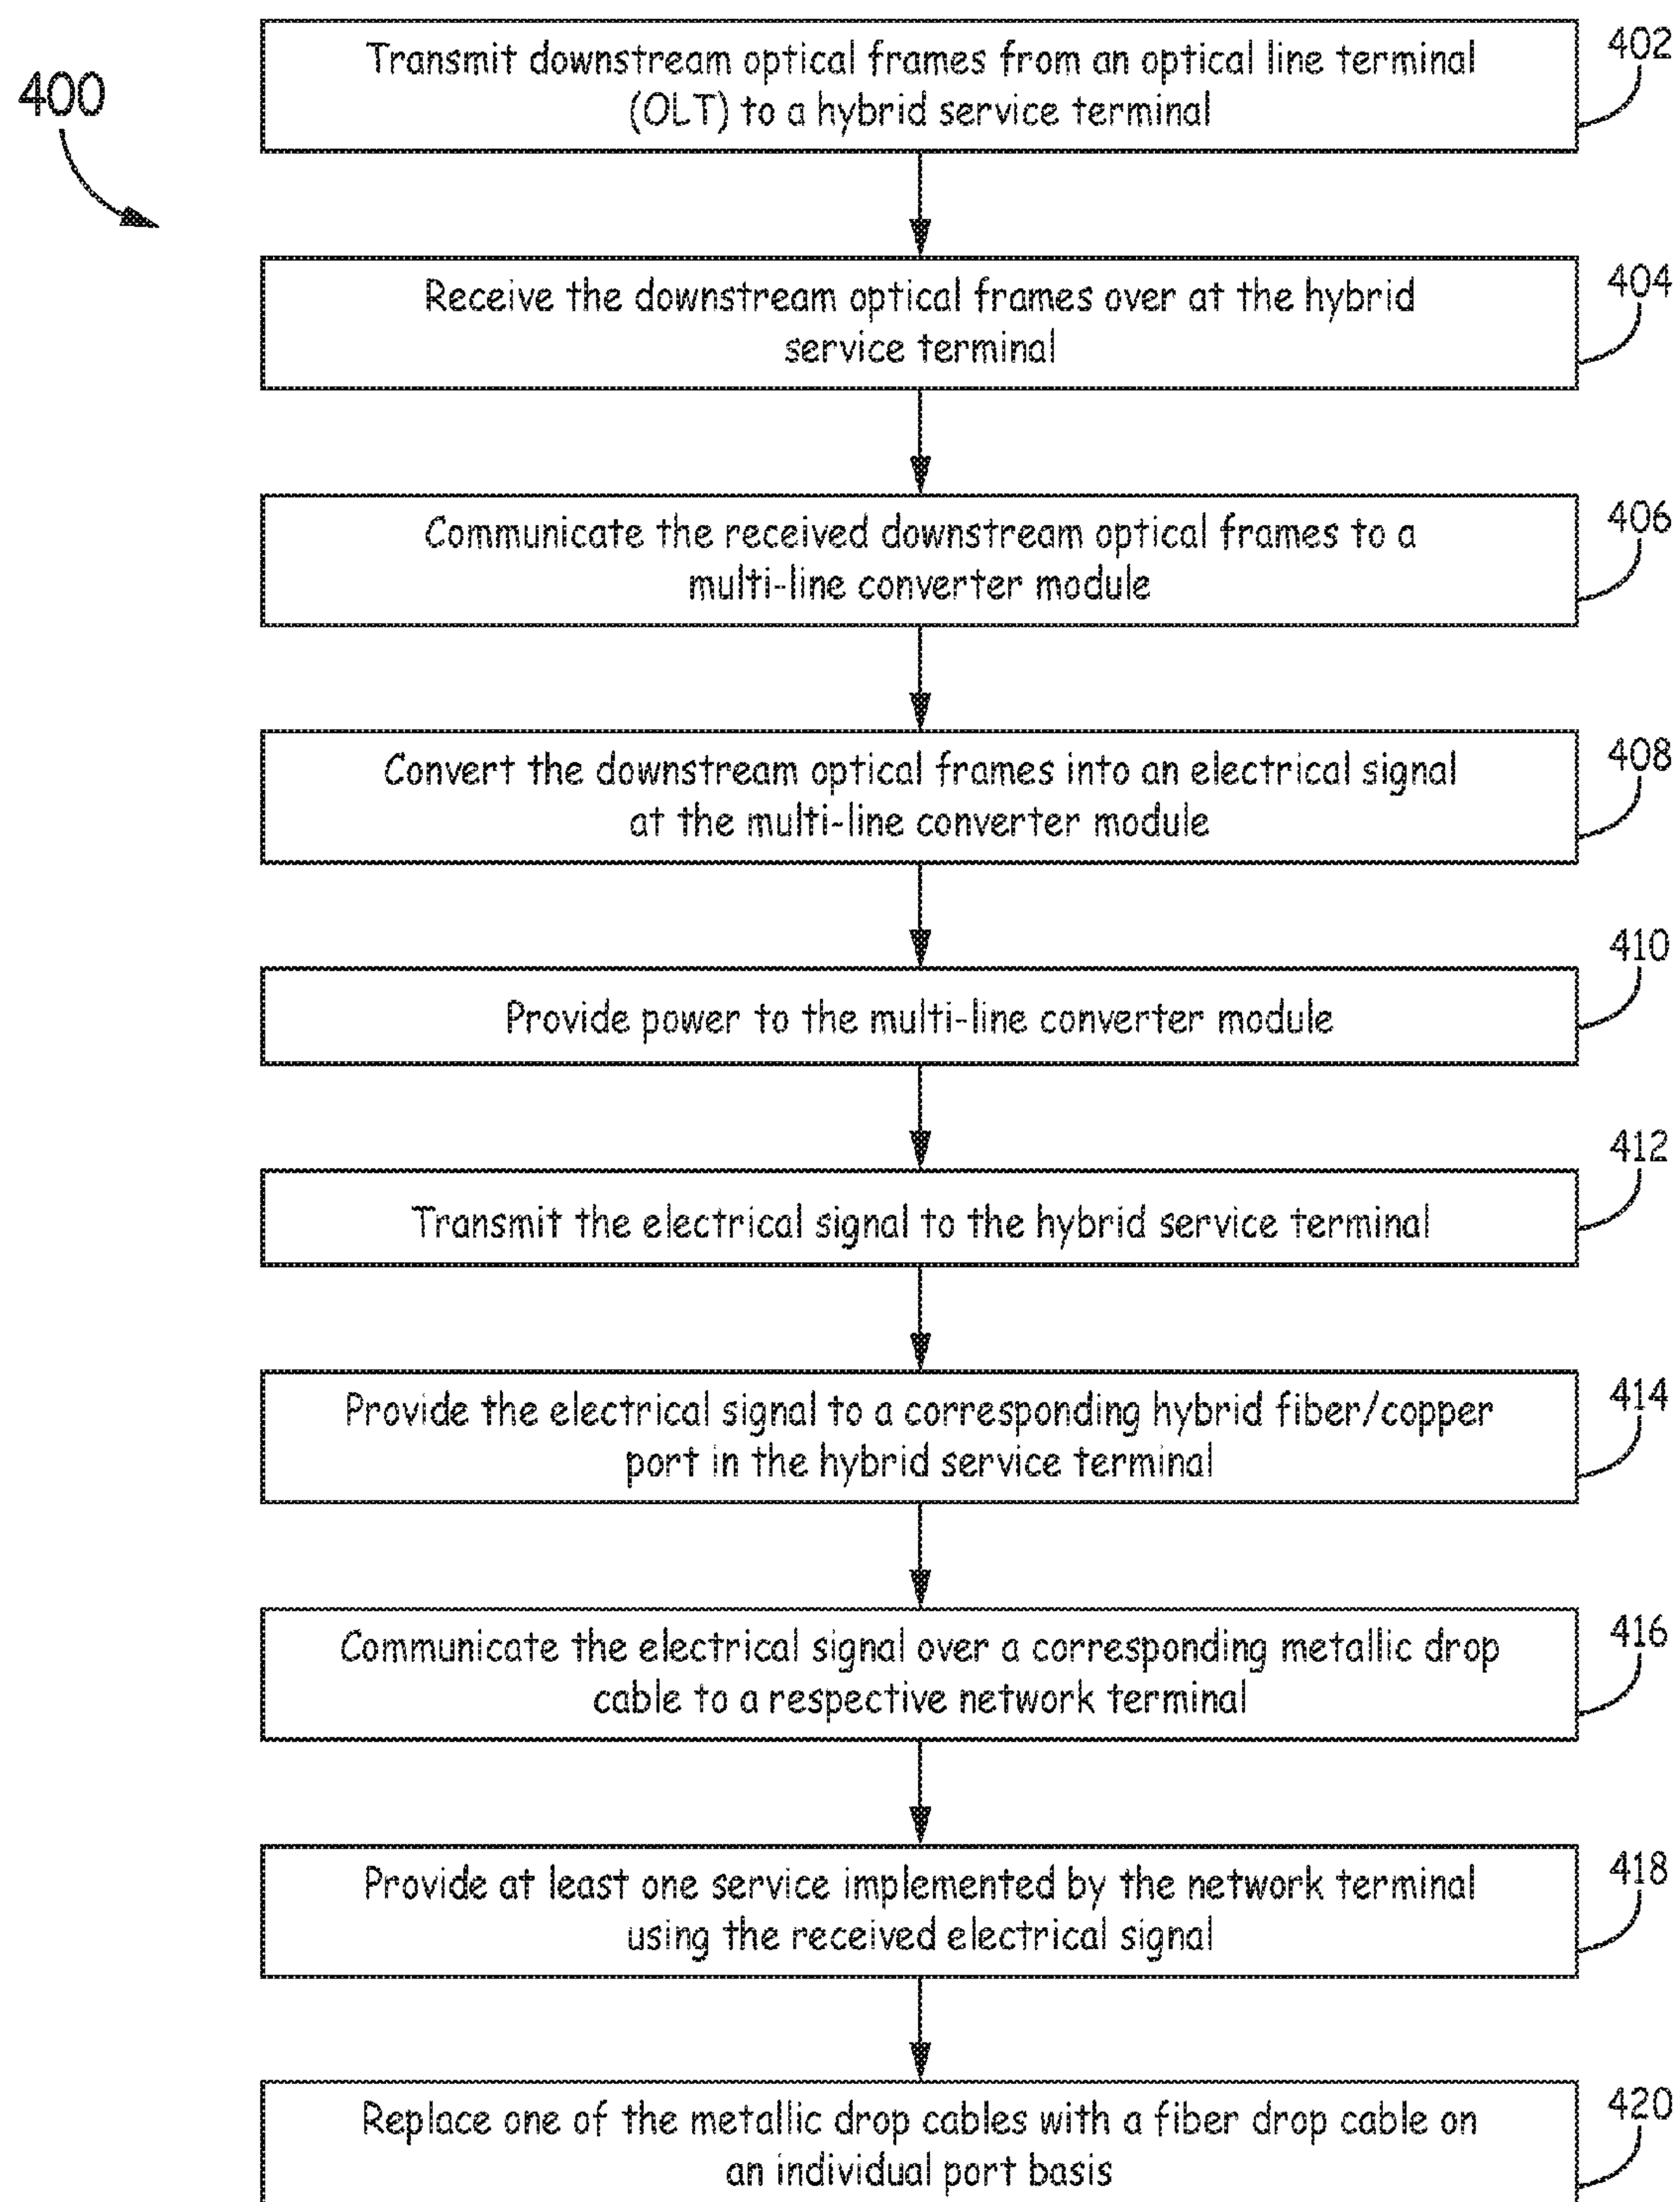 400
Transmit downstream optical frames from an optical line terminal
(OLT) to a hybrid service terminal
402
Receive the downstream optical frames over at the hybrid
service terminal
404
Communicate the received downstream optical frames to a
multi-line converter module
406
Convert the downstream optical frames into an electrical signal
at the multi-line converter module
408
Provide power to the multi-line converter module
410
Transmit the electrical signal to the hybrid service terminal
412
Provide the electrical signal to a corresponding hybrid fiber/copper
port in the hybrid service terminal
414
Communicate the electrical signal over a corresponding metallic drop
cable to a respective network terminal
416
Provide at least one service implemented by the network terminal
using the received electrical signal
418
Replace one of the metallic drop cables with a fiber drop cable on
an individual port basis
420